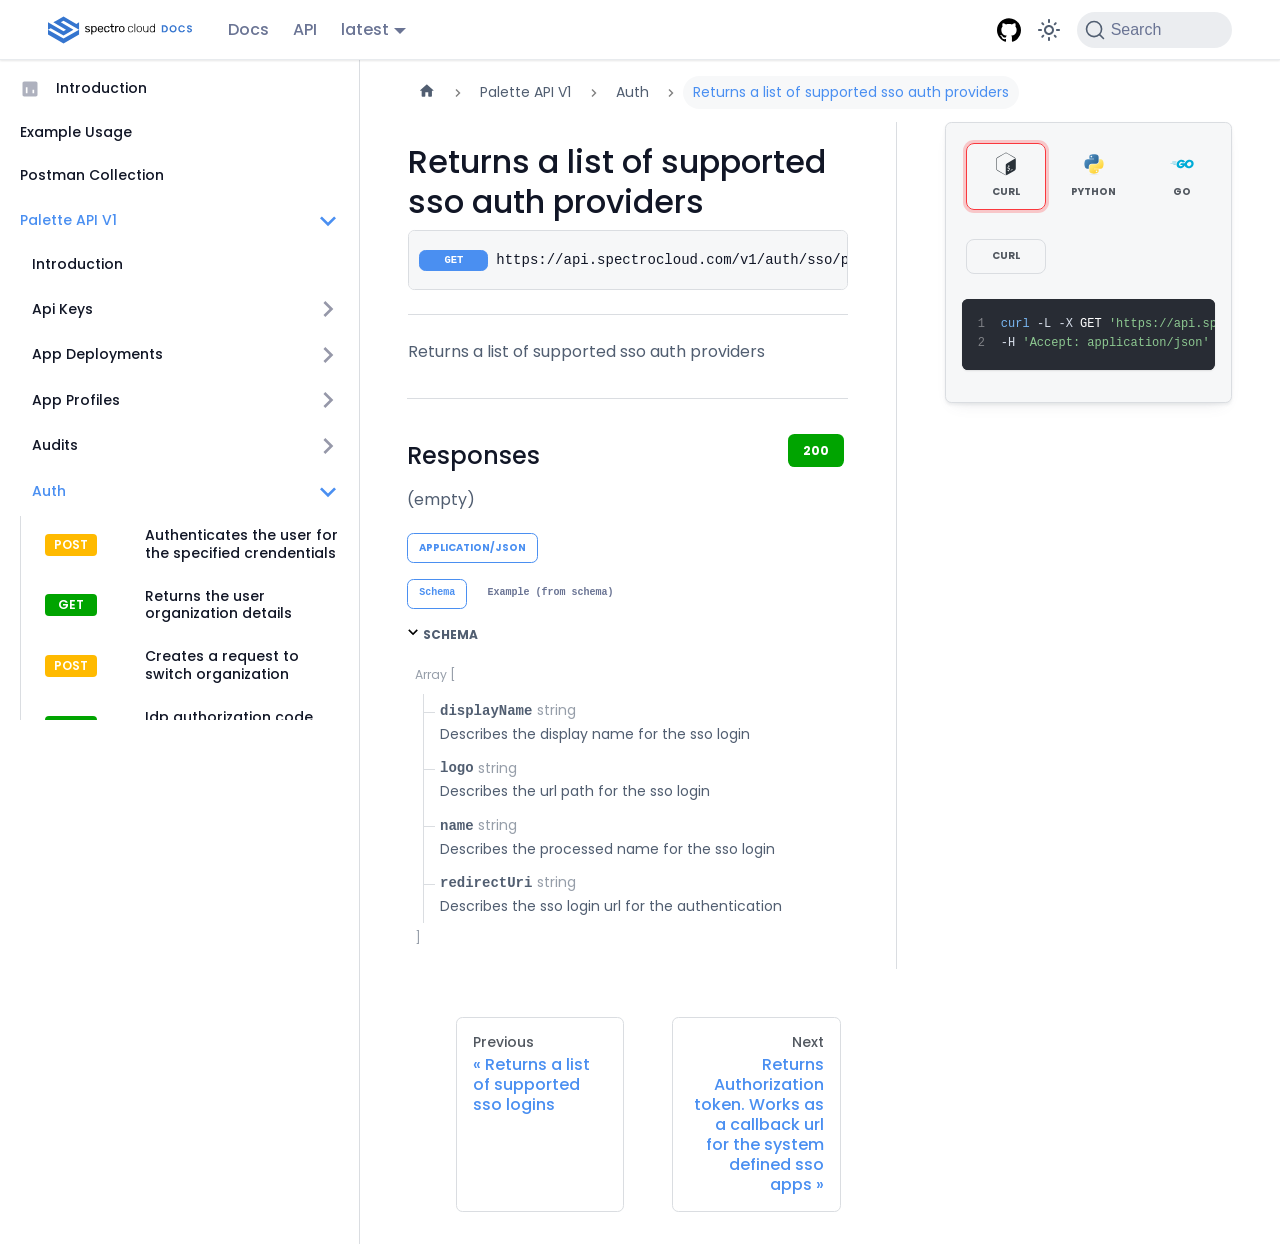 spectro cloud DOCS
Docs
API
latest
Search
Introduction
Example Usage
Postman Collection
Palette API V1
Introduction
Api Keys
App Deployments
App Profiles
Audits
Auth
POST
Authenticates the user for
the specified crendentials
GET
Returns the user
organization details
POST
Creates a request to
switch organization
Idp authorization code
Palette API V1
Auth
Returns a list of supported sso auth providers
Returns a list of supported
sso auth providers
GET
https://api.spectrocloud.com/v1/auth/sso/p
Returns a list of supported sso auth providers
Responses
200
(empty)
APPLICATION/JSON
Schema
Example (from schema)
SCHEMA
Array [
displayName string
Describes the display name for the sso login
logo string
Describes the url path for the sso login
name string
Describes the processed name for the sso login
redirectUri string
Describes the sso login url for the authentication
]
CURL
PYTHON
GO
GO
CURL
1 curl -L -X GET 'https://api.sp
2 -H 'Accept: application/json'
Previous
« Returns a list
of supported
sso logins
Next
Returns
Authorization
token. Works as
a callback url
for the system
defined sso
apps »